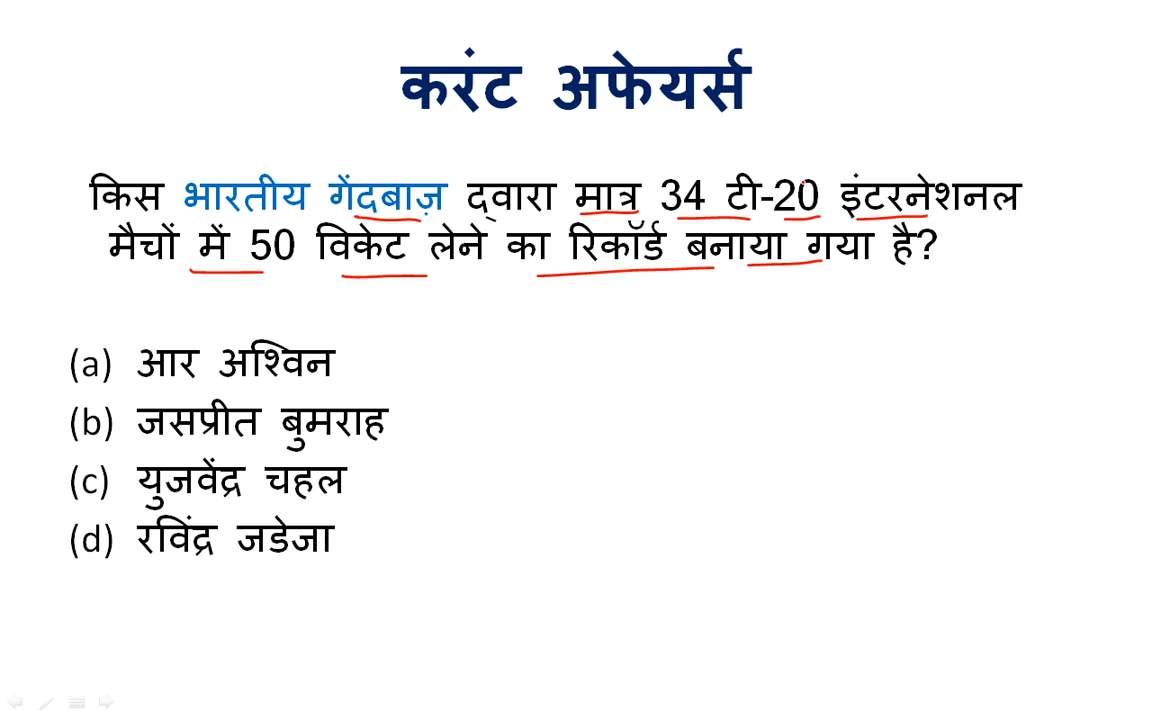 करंट अफेयर्स
किस भारतीय गेंदबाज़ द्वारा मात्र 34 टी-20 इंटरनेशनल
मैचों में 50 विकेट लेने का रिकॉर्ड बनाया गया है?
(a) आर अश्विन
(b) जसप्रीत बुमराह
(c) युजवेंद्र चहल
(d) रविंद्र जडेजा